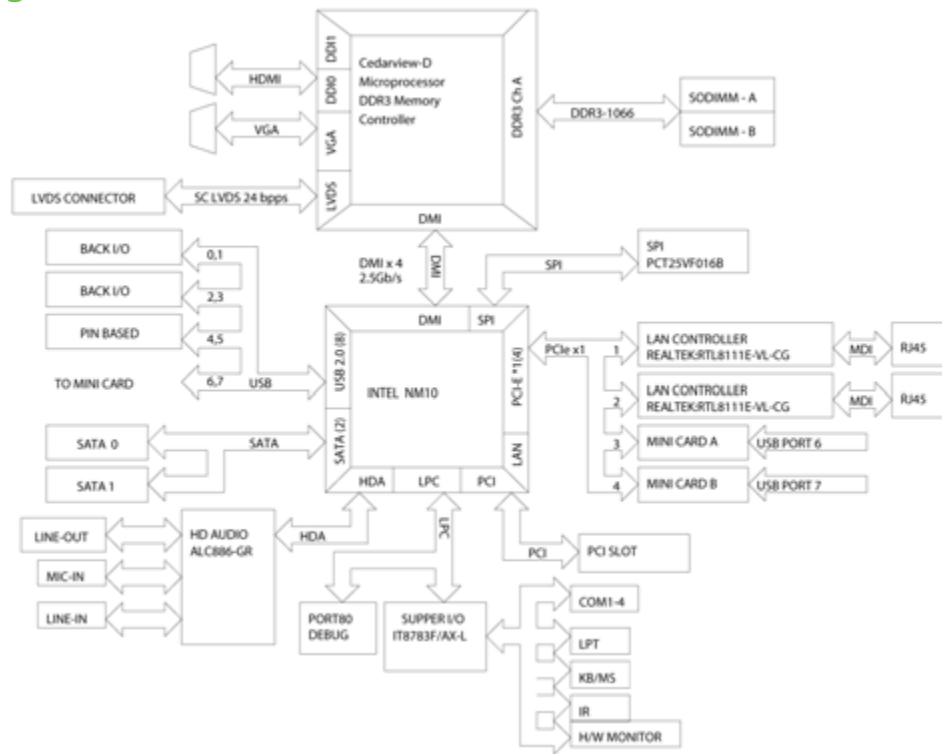 DDI1
DDI0
VGA
LVDS
Cedarview-D
Microprocessor
DDR3 Memory
Controller
DDR3 Ch A
DMI
HDMI
VGA
SC LVDS 24 bpps
LVDS CONNECTOR
DDR3-1066
SODIMM - A
SODIMM - B
DMI x 4
2.5Gb/s
DMI
SPI
SPI
PCT25VF016B
BACK I/O
0,1
BACK I/O
2,3
PIN BASED
4,5
TO MINI CARD
6,7
USB
DMI
SPI
USB 2.0 (8)
SATA (2)
INTEL NM10
PCI-E *1(4)
LAN
HDA
LPC
PCI
PCIe x1
1
LAN CONTROLLER
REALTEK:RTL8111E-VL-CG
MDI
RJ45
2
LAN CONTROLLER
REALTEK:RTL8111E-VL-CG
MDI
RJ45
3
MINI CARD A
USB PORT 6
4
MINI CARD B
USB PORT 7
SATA 0
SATA
SATA 1
LINE-OUT
MIC-IN
LINE-IN
HD AUDIO
ALC886-GR
HDA
LPC
PCI
PCI SLOT
PORT80
DEBUG
SUPPER I/O
IT8783F/AX-L
COM1-4
LPT
KB/MS
IR
H/W MONITOR